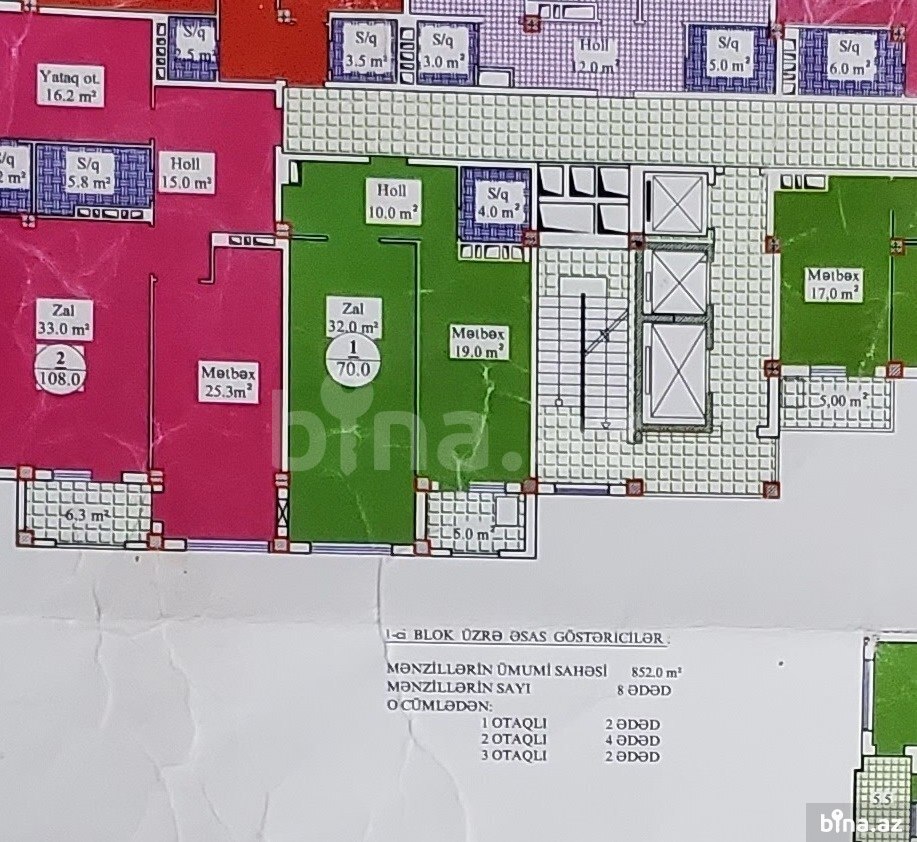 S/q
2.5 m²
S/q
3.5 m²
S/q
3.0 m²
Holl
12.0 m²
S/q
5.0 m²
S/q
6.0 m²
Yataq ot.
16.2 m²
S/q
m²
S/q
5.8 m²
Holl
15.0 m²
Holl
10.0 m²
S/q
4.0 m²
Mətbəx
17,0 m²
Zal
33.0 m²
2
108.0
Mətbəx
25.3m²
Zal
32.0 m²
1
70.0
Mətbəx
19.0 m²
5,00 m²
bina.
6.3 m²
m²
I-ci BLOK ÜZRƏ ƏSAS GÖSTƏRİCİLƏR:
MƏNZİLLƏRİN ÜMUMİ SAHƏSİ 852.0 m²
MƏNZİLLƏRİN SAYI 8 ƏDƏD
O CÜMLƏDƏN:
1 OTAQLI 2 ƏDƏD
2 OTAQLI 4 ƏDƏD
3 OTAQLI 2 ƏDƏD
5.5
bina.az